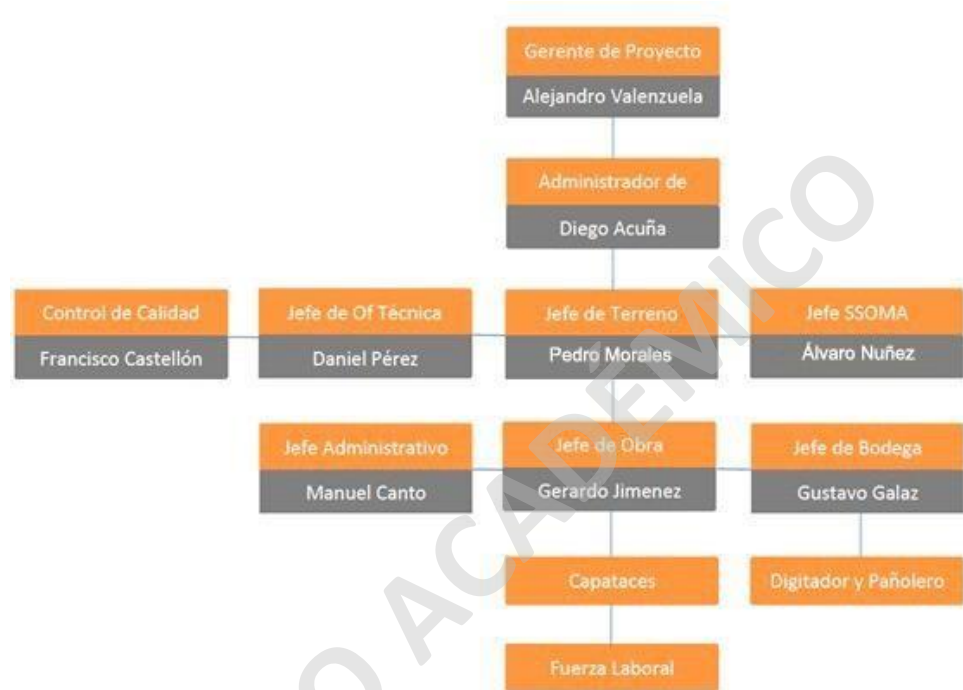 Gerente de Proyecto
Alejandro Valenzuela
Administrador de
Diego Acuña
Control de Calidad
Francisco Castellón
Jefe de Of Técnica
Daniel Pérez
Jefe de Terreno
Pedro Morales
Jefe SSOMA
Álvaro Nuñez
Jefe Administrativo
Manuel Canto
Jefe de Obra
Gerardo Jimenez
Jefe de Bodega
Gustavo Galaz
Capataces
Digitador y Pañolero
Fuerza Laboral
O ACADÉMICO